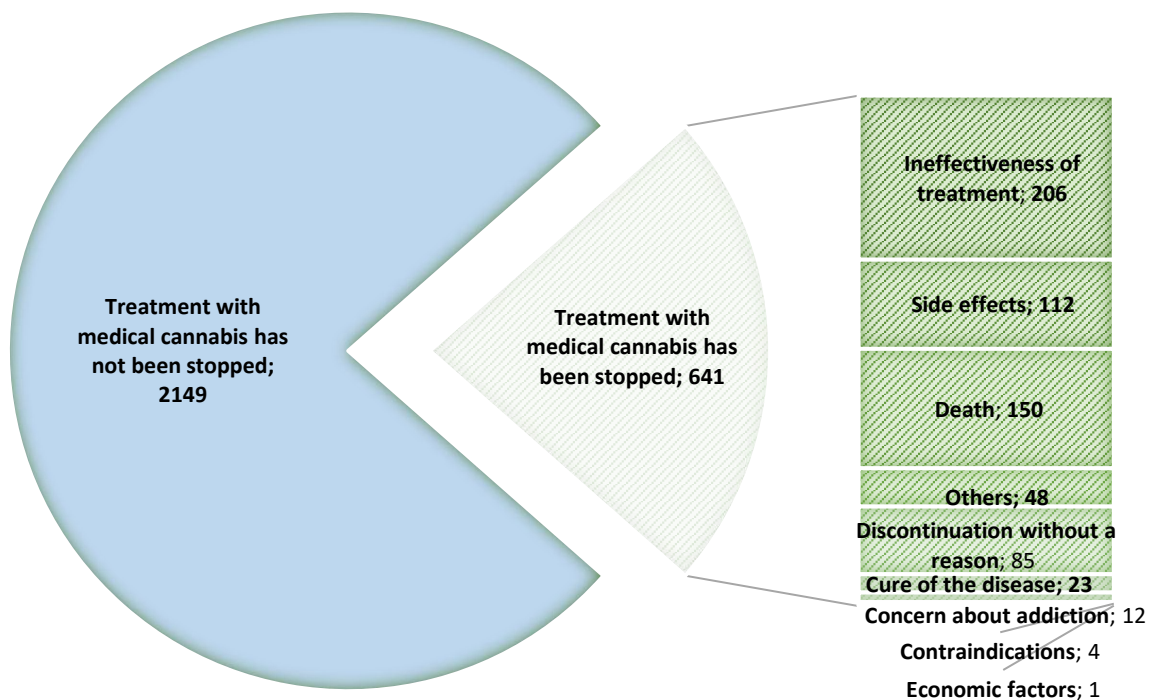 Treatment with
medical cannabis has
not been stopped;
2149
Treatment with
medical cannabis has
been stopped; 641
Ineffectiveness of
treatment; 206
Side effects; 112
Death; 150
Others; 48
Discontinuation without a
reason; 85
Cure of the disease; 23
Concern about addiction; 12
Contraindications; 4
Economic factors; 1